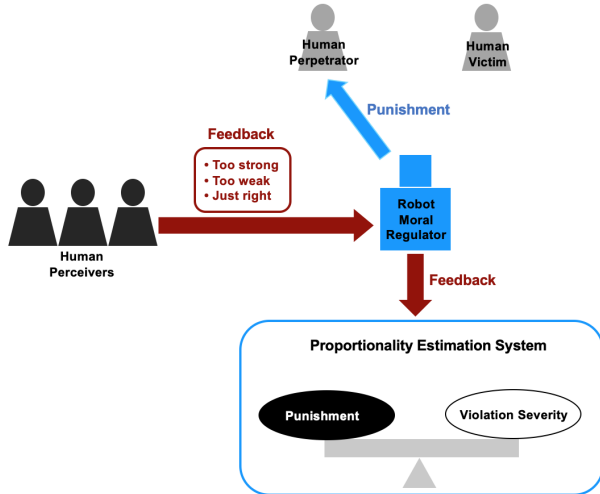 Human
Perpetrator
Human
Victim
Punishment
Feedback
• Too strong
• Too weak
• Just right
Robot
Moral
Regulator
Human
Perceivers
Feedback
Proportionality Estimation System
Punishment
Violation Severity